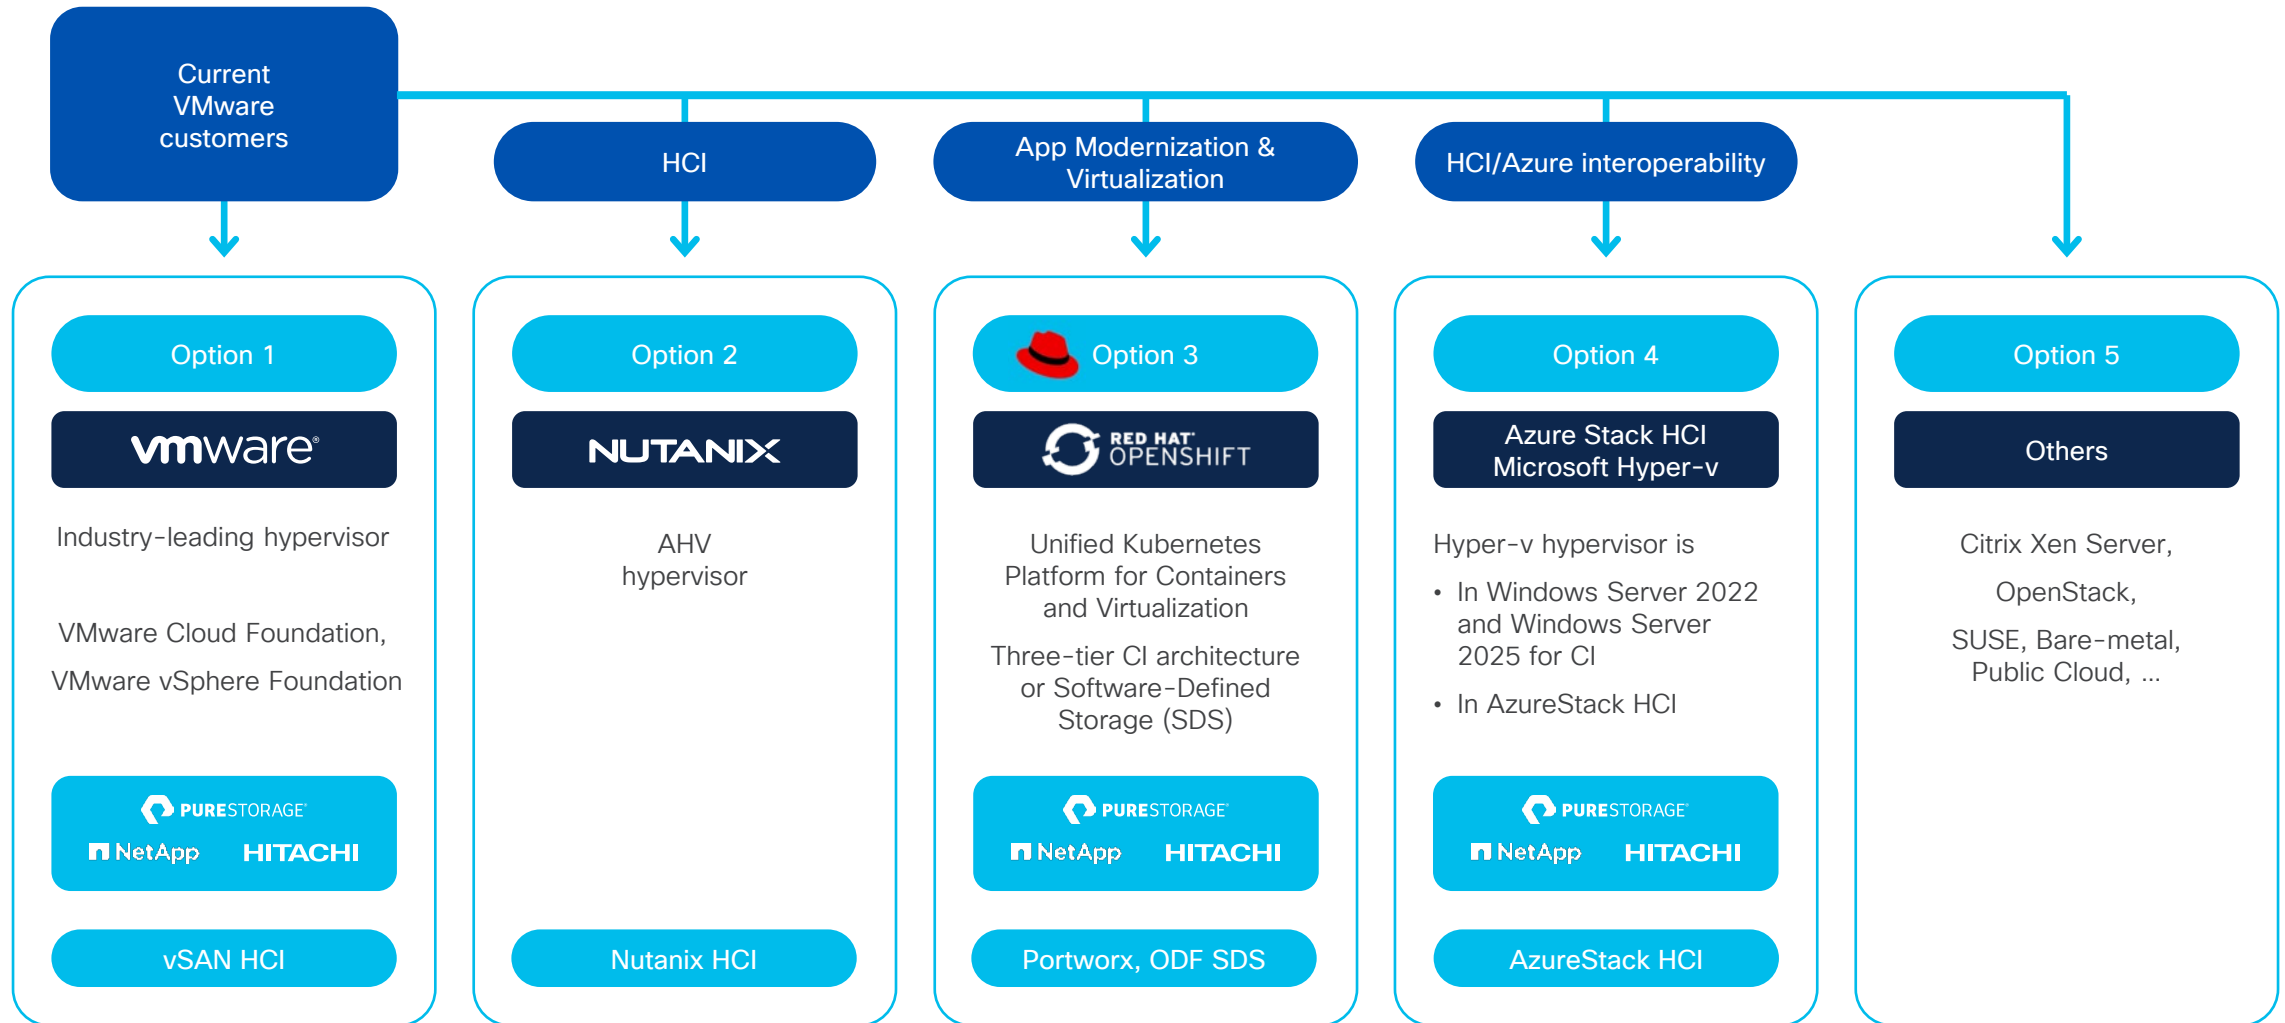 Current
VMware
customers
HCI
App Modernization &
Virtualization
HCI/Azure interoperability
Option 1
vmware®
Industry-leading hypervisor
VMware Cloud Foundation,
VMware vSphere Foundation
PURESTORAGE®
NetApp
HITACHI
vSAN HCI
Option 2
NUTANIX
AHV
hypervisor
Nutanix HCI
Option 3
RED HAT®
OPENSHIFT
Unified Kubernetes
Platform for Containers
and Virtualization
Three-tier CI architecture
or Software-Defined
Storage (SDS)
PURESTORAGE®
NetApp
HITACHI
Portworx, ODF SDS
Option 4
Azure Stack HCI
Microsoft Hyper-v
Hyper-v hypervisor is
• In Windows Server 2022
and Windows Server
2025 for CI
• In AzureStack HCI
PURESTORAGE®
NetApp
HITACHI
AzureStack HCI
Option 5
Others
Citrix Xen Server,
OpenStack,
SUSE, Bare-metal,
Public Cloud, ...